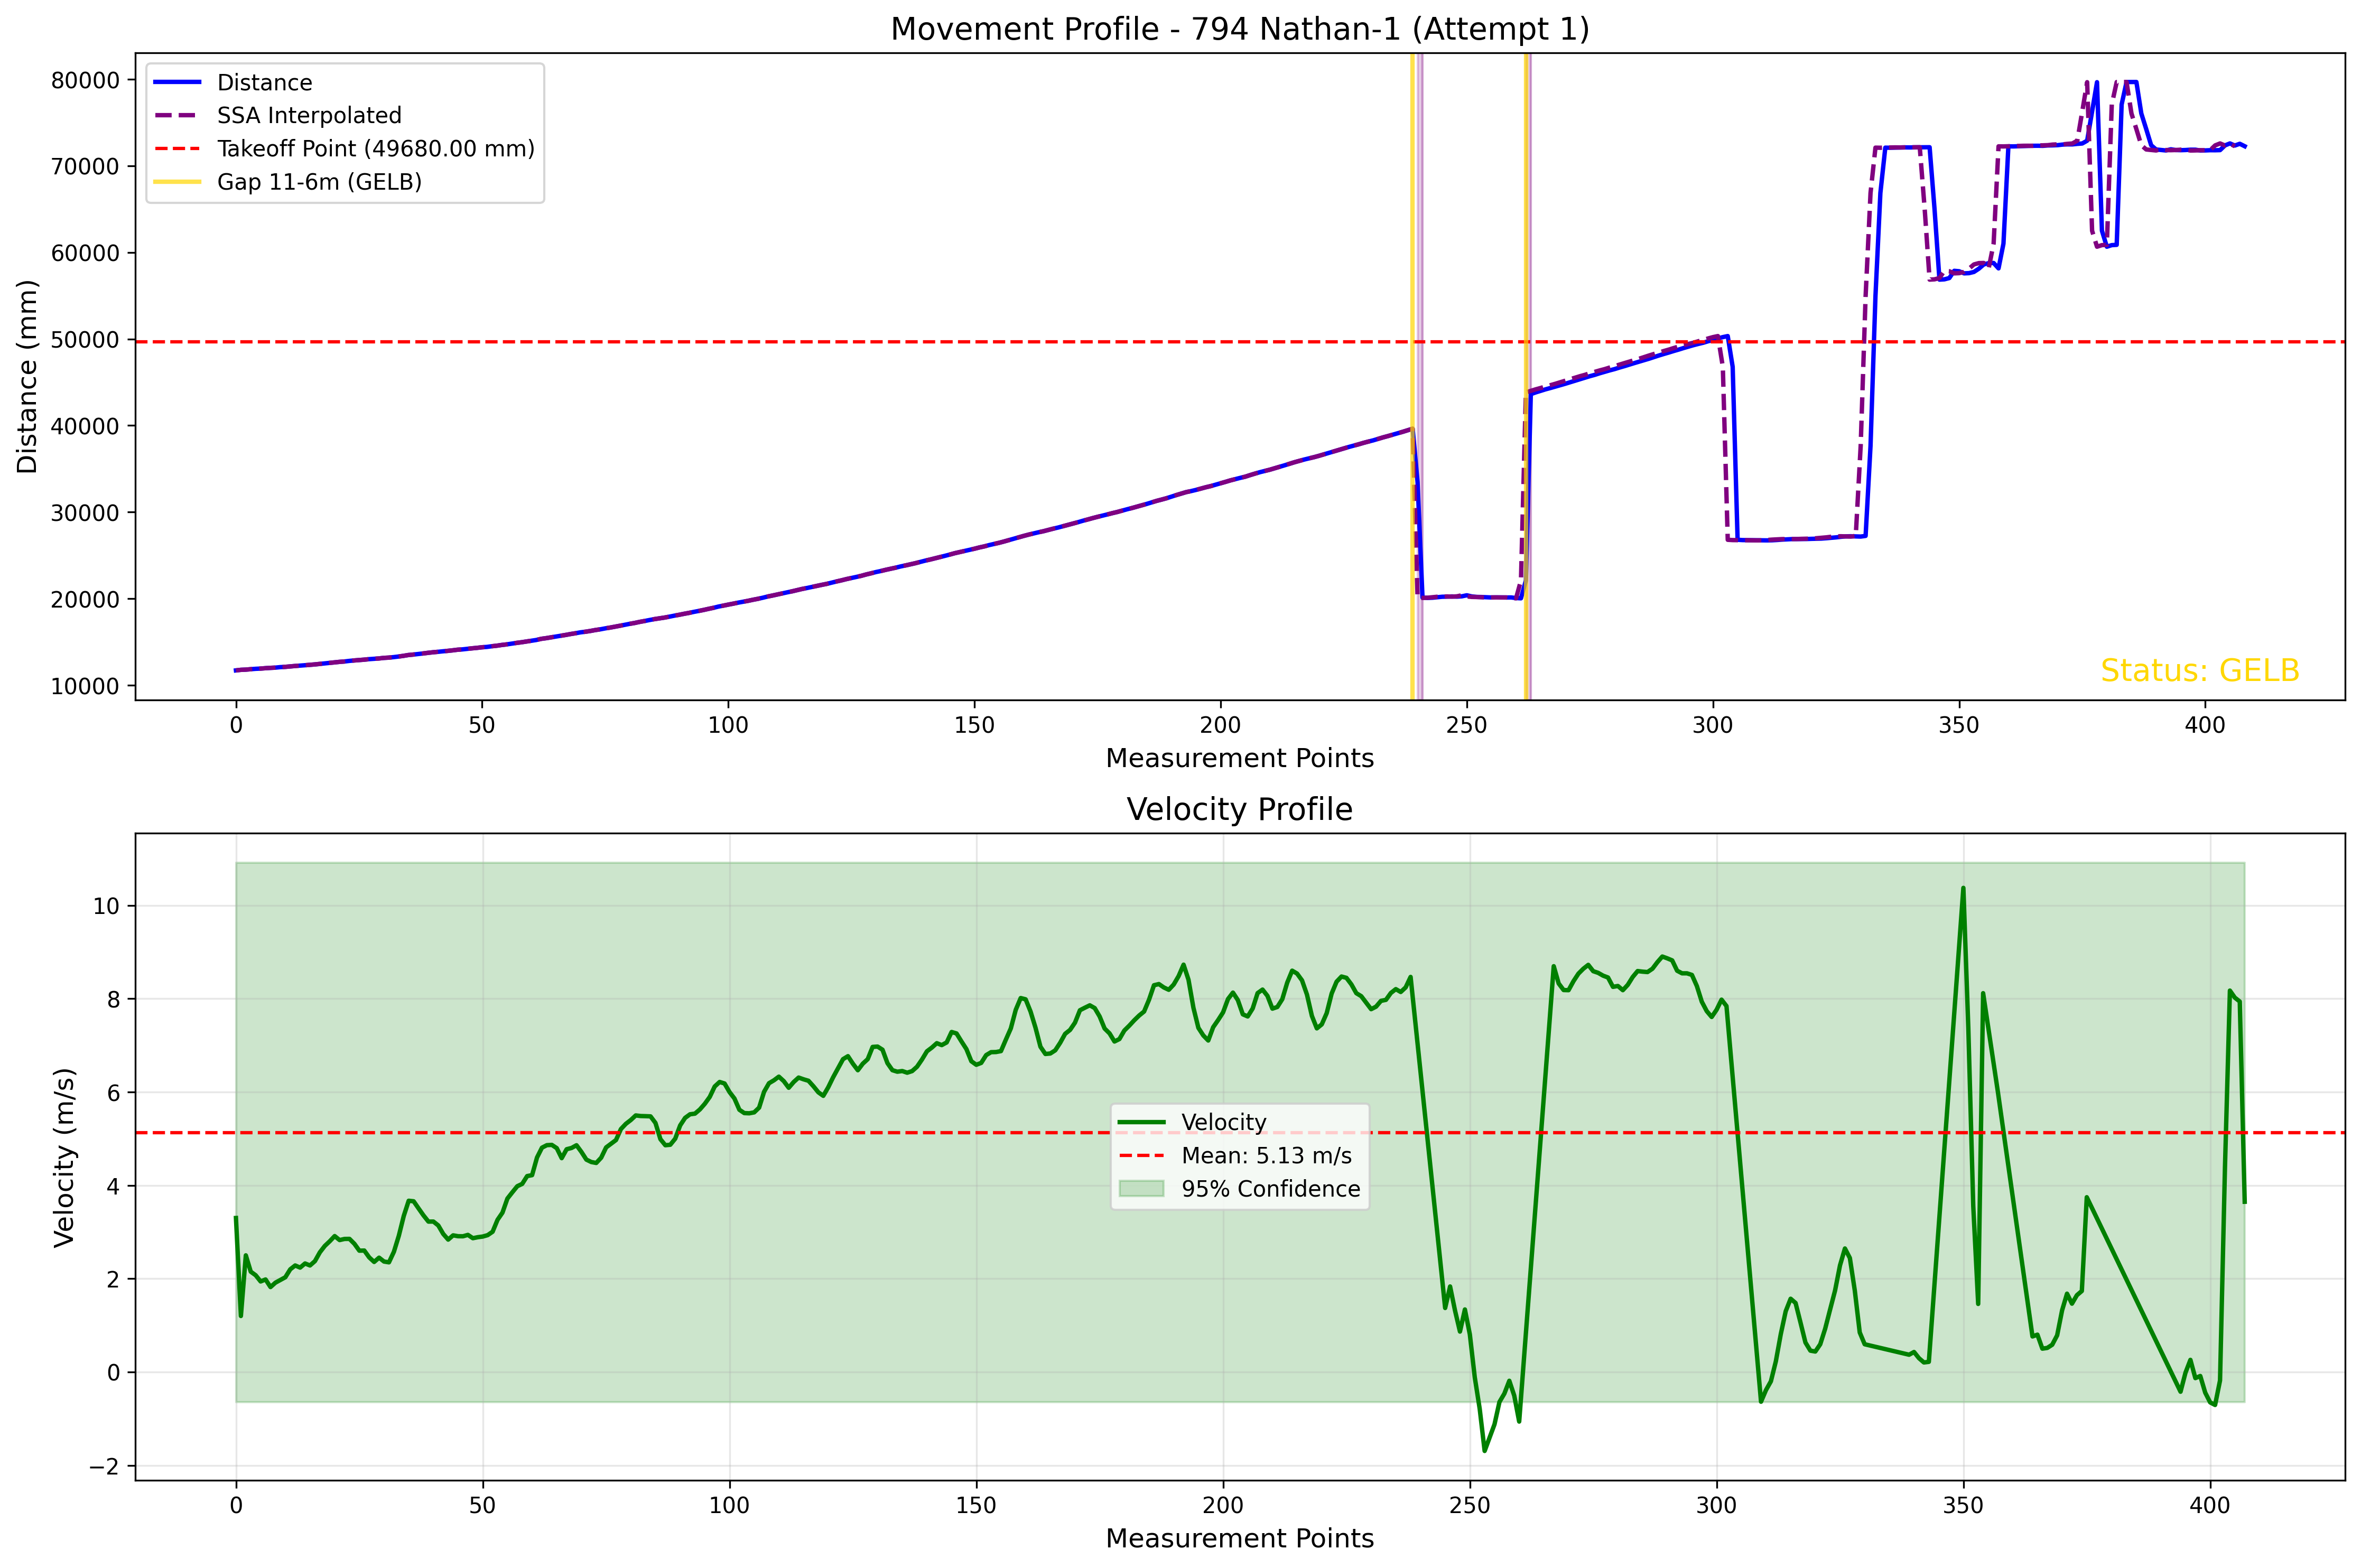 Movement Profile - 794 Nathan-1 (Attempt 1)
Distance (mm)
80000
70000
60000
50000
40000
30000
20000
10000
Distance
SSA Interpolated
Takeoff Point (49680.00 mm)
Gap 11-6m (GELB)
Status: GELB
0 50 100 150 200 250 300 350 400
Measurement Points
Velocity Profile
Velocity (m/s)
10
8
6
4
2
0
−2
Velocity
Mean: 5.13 m/s
95% Confidence
0 50 100 150 200 250 300 350 400
Measurement Points